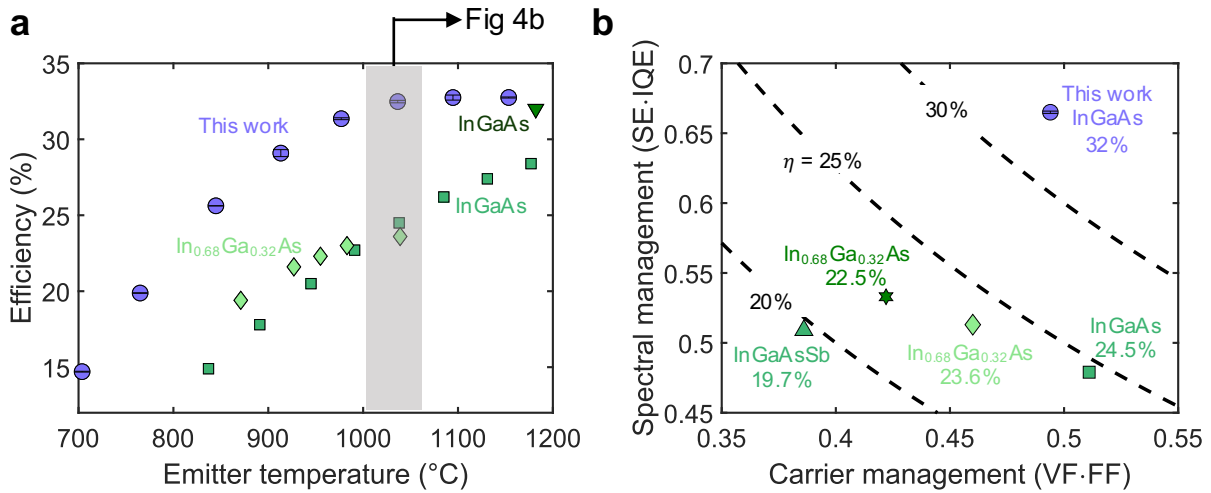 a
Fig 4b
Efficiency (%)
35
30
25
20
15
700
800
900
1000
1100
1200
Emitter temperature (°C)
This work
InGaAs
InGaAs
In₀.₆₈Ga₀.₃₂As
b
Spectral management (SE·IQE)
0.7
0.65
0.6
0.55
0.5
0.45
0.35
0.4
0.45
0.5
0.55
Carrier management (VF·FF)
30%
η = 25%
20%
This work
InGaAs
32%
In₀.₆₈Ga₀.₃₂As
22.5%
InGaAsSb
19.7%
In₀.₆₈Ga₀.₃₂As
23.6%
InGaAs
24.5%